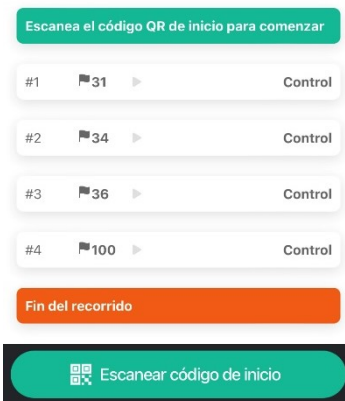 Escanea el código QR de inicio para comenzar
#1 31 Control
#2 34 Control
#3 36 Control
#4 100 Control
Fin del recorrido
Escanear código de inicio